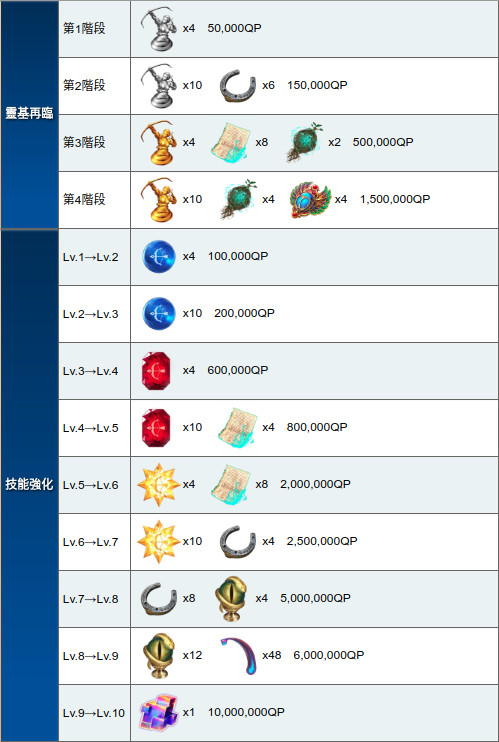 靈基再臨
第1階段 x4 50,000QP
第2階段 x10 x6 150,000QP
第3階段 x4 x8 x2 500,000QP
第4階段 x10 x4 x4 1,500,000QP
技能強化
Lv.1→Lv.2 x4 100,000QP
Lv.2→Lv.3 x10 200,000QP
Lv.3→Lv.4 x4 600,000QP
Lv.4→Lv.5 x10 x4 800,000QP
Lv.5→Lv.6 x4 x8 2,000,000QP
Lv.6→Lv.7 x10 x4 2,500,000QP
Lv.7→Lv.8 x8 x4 5,000,000QP
Lv.8→Lv.9 x12 x48 6,000,000QP
Lv.9→Lv.10 x1 10,000,000QP